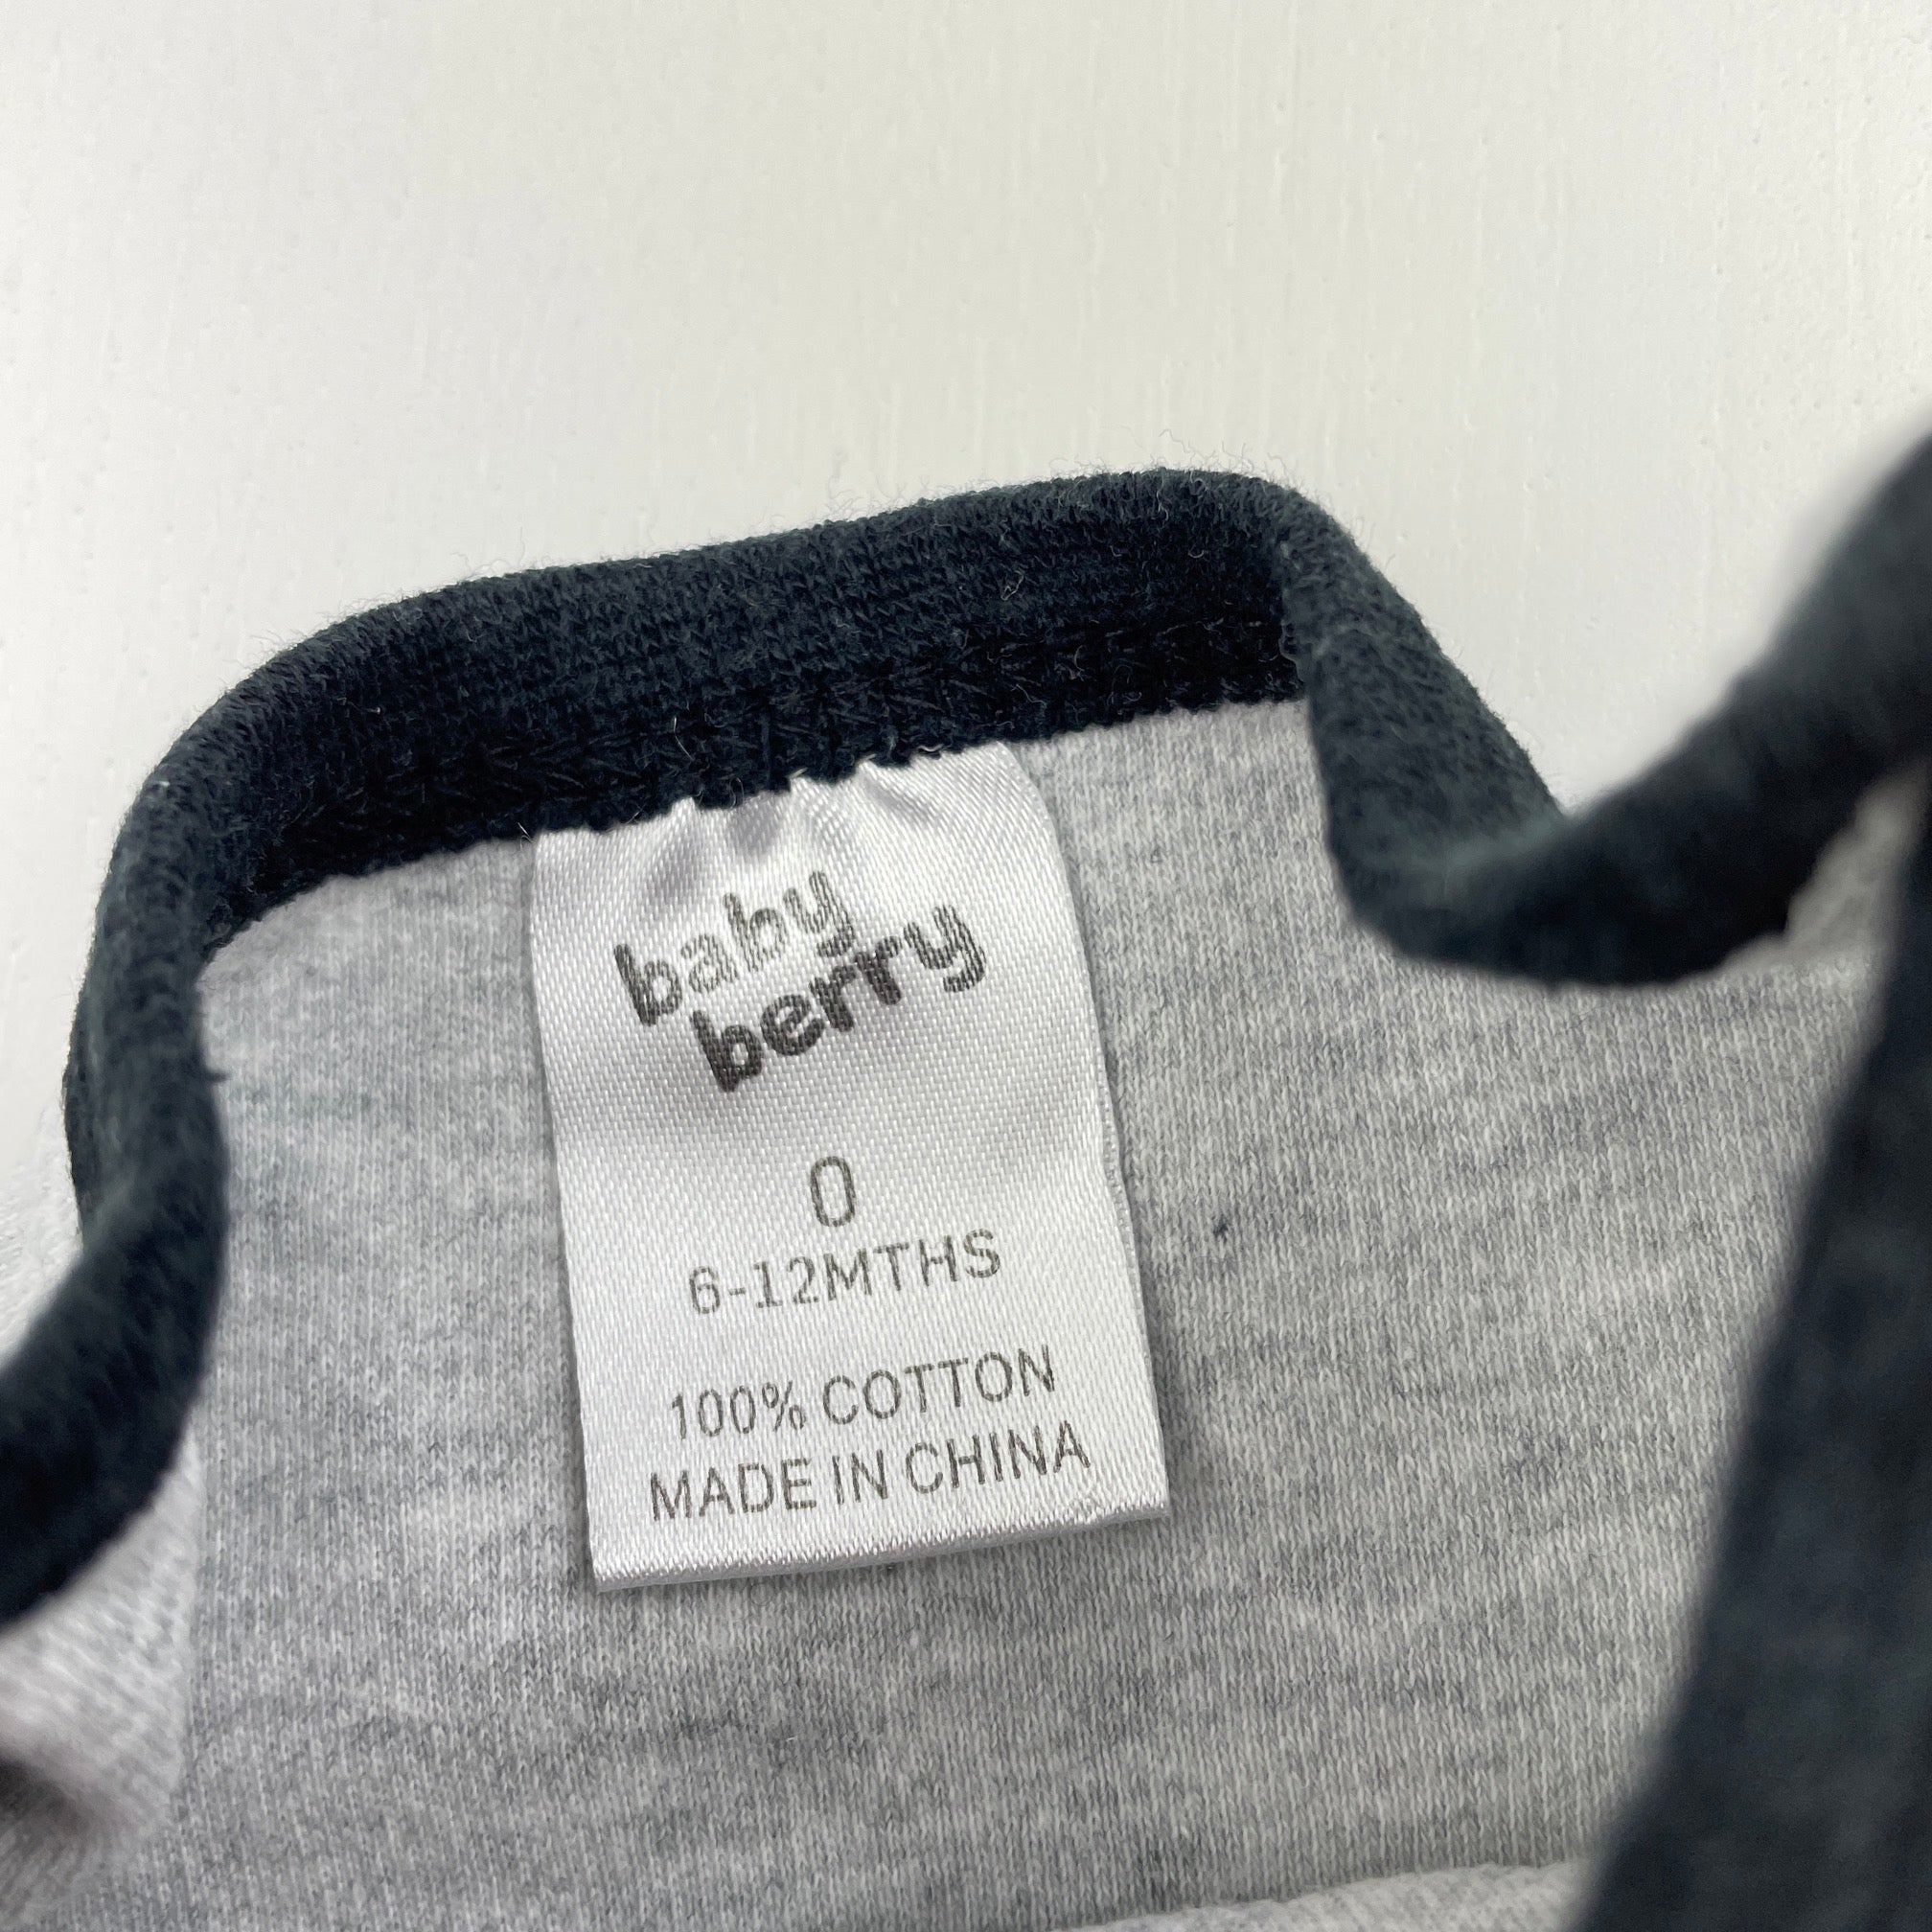 baby
berry
0
6-12MTHS
100% COTTON
MADE IN CHINA